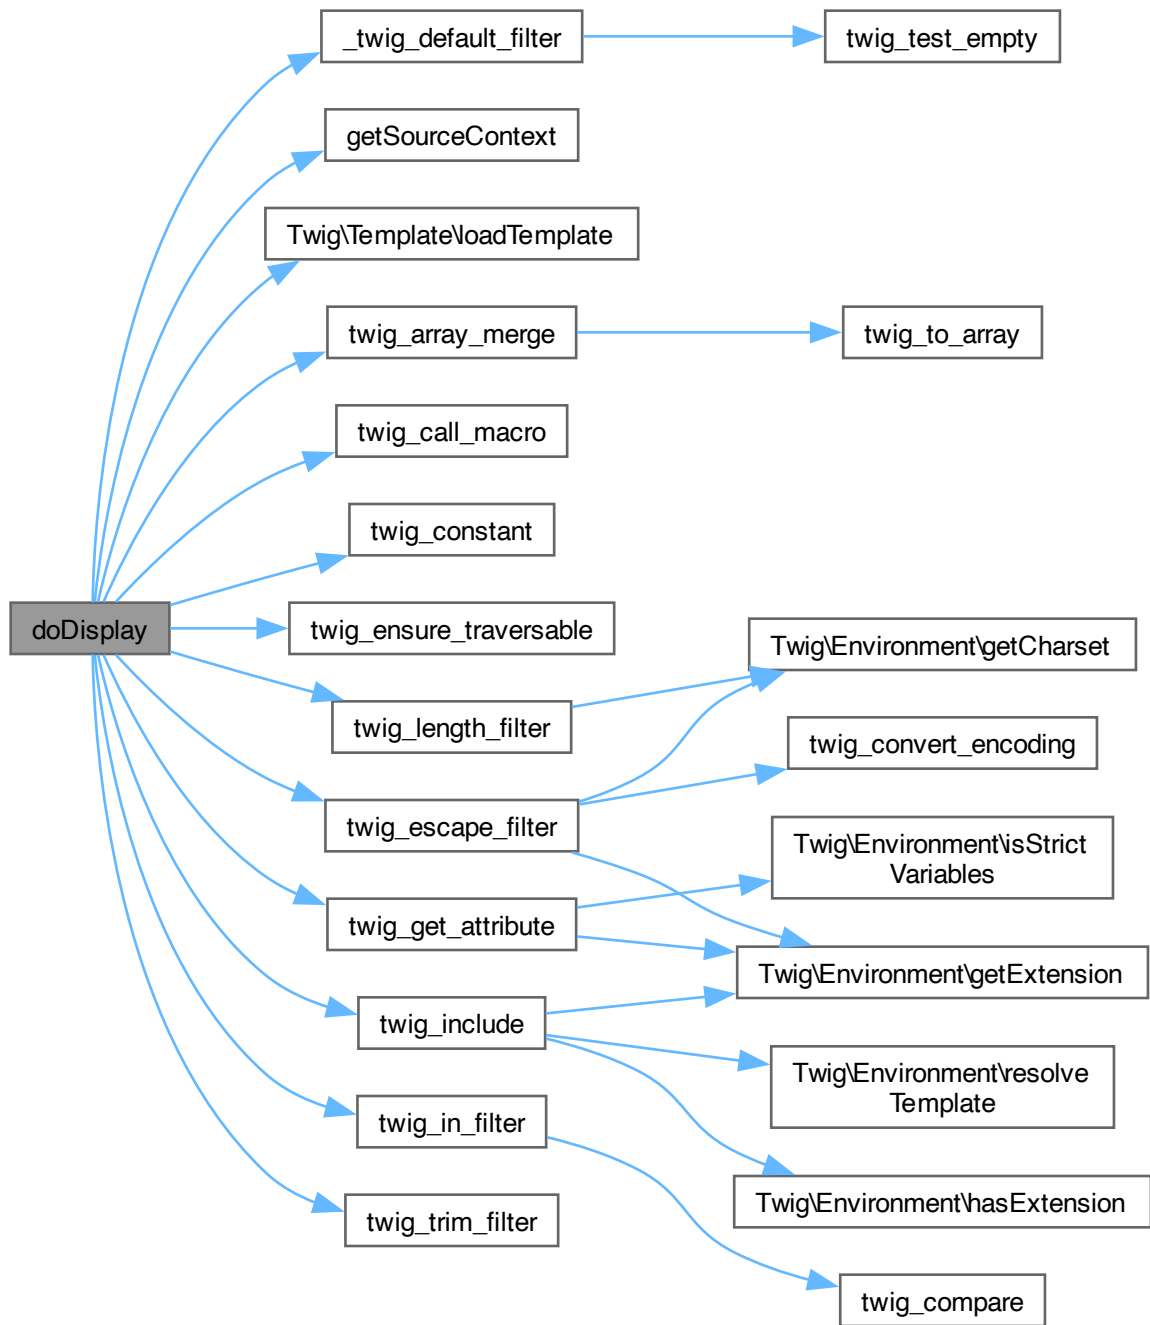 _twig_default_filter
twig_test_empty
getSourceContext
Twig\Template\loadTemplate
twig_array_merge
twig_to_array
twig_call_macro
twig_constant
doDisplay
twig_ensure_traversable
Twig\Environment\getCharset
twig_length_filter
twig_convert_encoding
twig_escape_filter
Twig\Environment\isStrict
Variables
twig_get_attribute
Twig\Environment\getExtension
twig_include
Twig\Environment\resolve
Template
twig_in_filter
Twig\Environment\hasExtension
twig_trim_filter
twig_compare